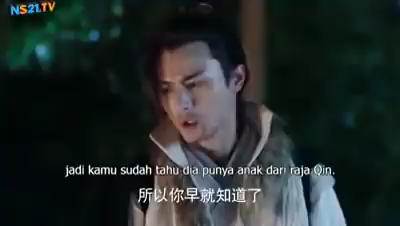 NS21.TV
jadi kamu sudah tahu dia punya anak dari raja Qin.
所以你早就知道了